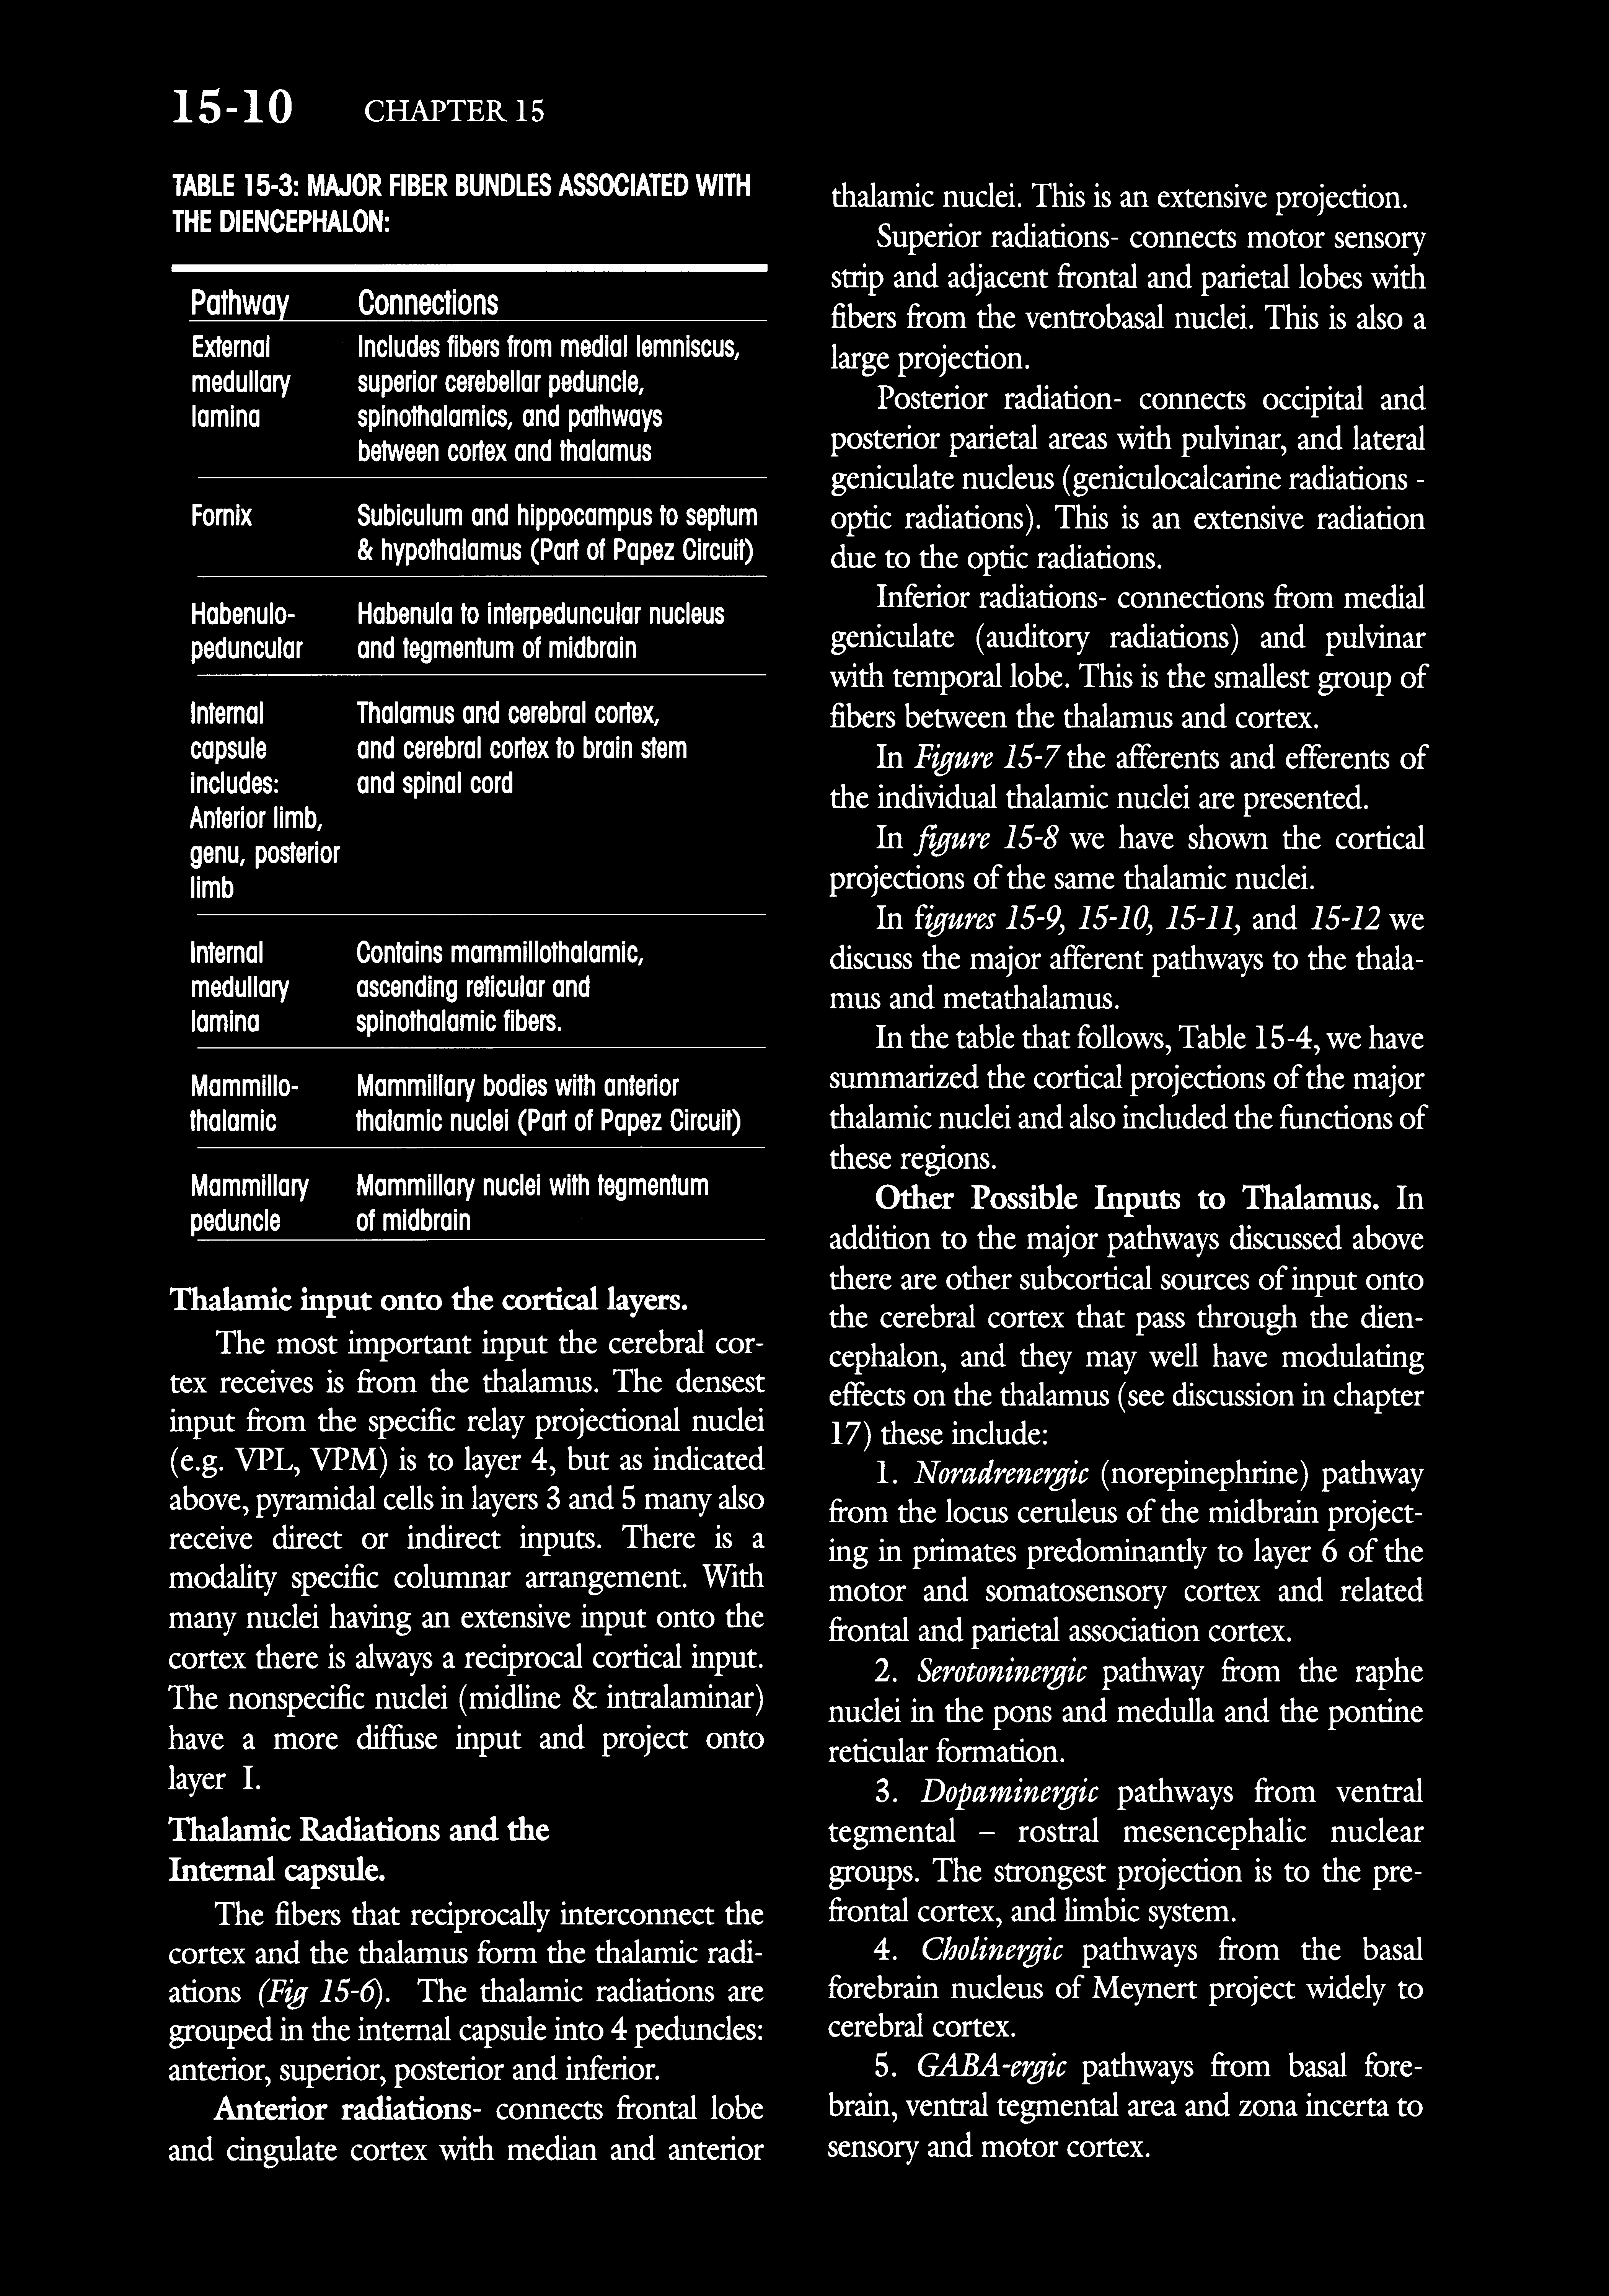 15-10 CHAPTER 15
TABLE 15-3: MAJOR FIBER BUNDLES ASSOCIATED WITH
THE DIENCEPHALON:
Pathway Connections
External Includes fibers from medial lemniscus,
medullary superior cerebellar peduncle,
lamina spinothalamics, and pathways
between cortex and thalamus
Fornix Subiculum and hippocampus to septum
& hypothalamus (Part of Papez Circuit)
Habenulo- Habenula to interpeduncular nucleus
peduncular and tegmentum of midbrain
Internal Thalamus and cerebral cortex,
capsule and cerebral cortex to brain stem
includes: and spinal cord
Anterior limb,
genu, posterior
limb
Internal Contains mammillothalamic,
medullary ascending reticular and
lamina spinothalamic fibers.
Mammillo- Mammillary bodies with anterior
thalamic thalamic nuclei (Part of Papez Circuit)
Mammillary Mammillary nuclei with tegmentum
peduncle of midbrain
Thalamic input onto the cortical layers.
The most important input the cerebral cor-
tex receives is from the thalamus. The densest
input from the specific relay projectional nuclei
(e.g. VPL, VPM) is to layer 4, but as indicated
above, pyramidal cells in layers 3 and 5 many also
receive direct or indirect inputs. There is a
modality specific columnar arrangement. With
many nuclei having an extensive input onto the
cortex there is always a reciprocal cortical input.
The nonspecific nuclei (midline & intralaminar)
have a more diffuse input and project onto
layer I.
Thalamic Radiations and the
Internal capsule.
The fibers that reciprocally interconnect the
cortex and the thalamus form the thalamic radi-
ations (Fig 15-6). The thalamic radiations are
grouped in the internal capsule into 4 peduncles:
anterior, superior, posterior and inferior.
Anterior radiations- connects frontal lobe
and cingulate cortex with median and anterior
thalamic nuclei. This is an extensive projection.
Superior radiations- connects motor sensory
strip and adjacent frontal and parietal lobes with
fibers from the ventrobasal nuclei. This is also a
large projection.
Posterior radiation- connects occipital and
posterior parietal areas with pulvinar, and lateral
geniculate nucleus (geniculocalcarine radiations -
optic radiations). This is an extensive radiation
due to the optic radiations.
Inferior radiations- connections from medial
geniculate (auditory radiations) and pulvinar
with temporal lobe. This is the smallest group of
fibers between the thalamus and cortex.
In Figure 15-7 the afferents and efferents of
the individual thalamic nuclei are presented.
In figure 15-8 we have shown the cortical
projections of the same thalamic nuclei.
In figures 15-9, 15-10, 15-11, and 15-12 we
discuss the major afferent pathways to the thala-
mus and metathalamus.
In the table that follows, Table 15-4, we have
summarized the cortical projections of the major
thalamic nuclei and also included the functions of
these regions.
Other Possible Inputs to Thalamus. In
addition to the major pathways discussed above
there are other subcortical sources of input onto
the cerebral cortex that pass through the dien-
cephalon, and they may well have modulating
effects on the thalamus (see discussion in chapter
17) these include:
1. Noradrenergic (norepinephrine) pathway
from the locus ceruleus of the midbrain project-
ing in primates predominantly to layer 6 of the
motor and somatosensory cortex and related
frontal and parietal association cortex.
2. Serotoninergic pathway from the raphe
nuclei in the pons and medulla and the pontine
reticular formation.
3. Dopaminergic pathways from ventral
tegmental – rostral mesencephalic nuclear
groups. The strongest projection is to the pre-
frontal cortex, and limbic system.
4. Cholinergic pathways from the basal
forebrain nucleus of Meynert project widely to
cerebral cortex.
5. GABA-ergic pathways from basal fore-
brain, ventral tegmental area and zona incerta to
sensory and motor cortex.